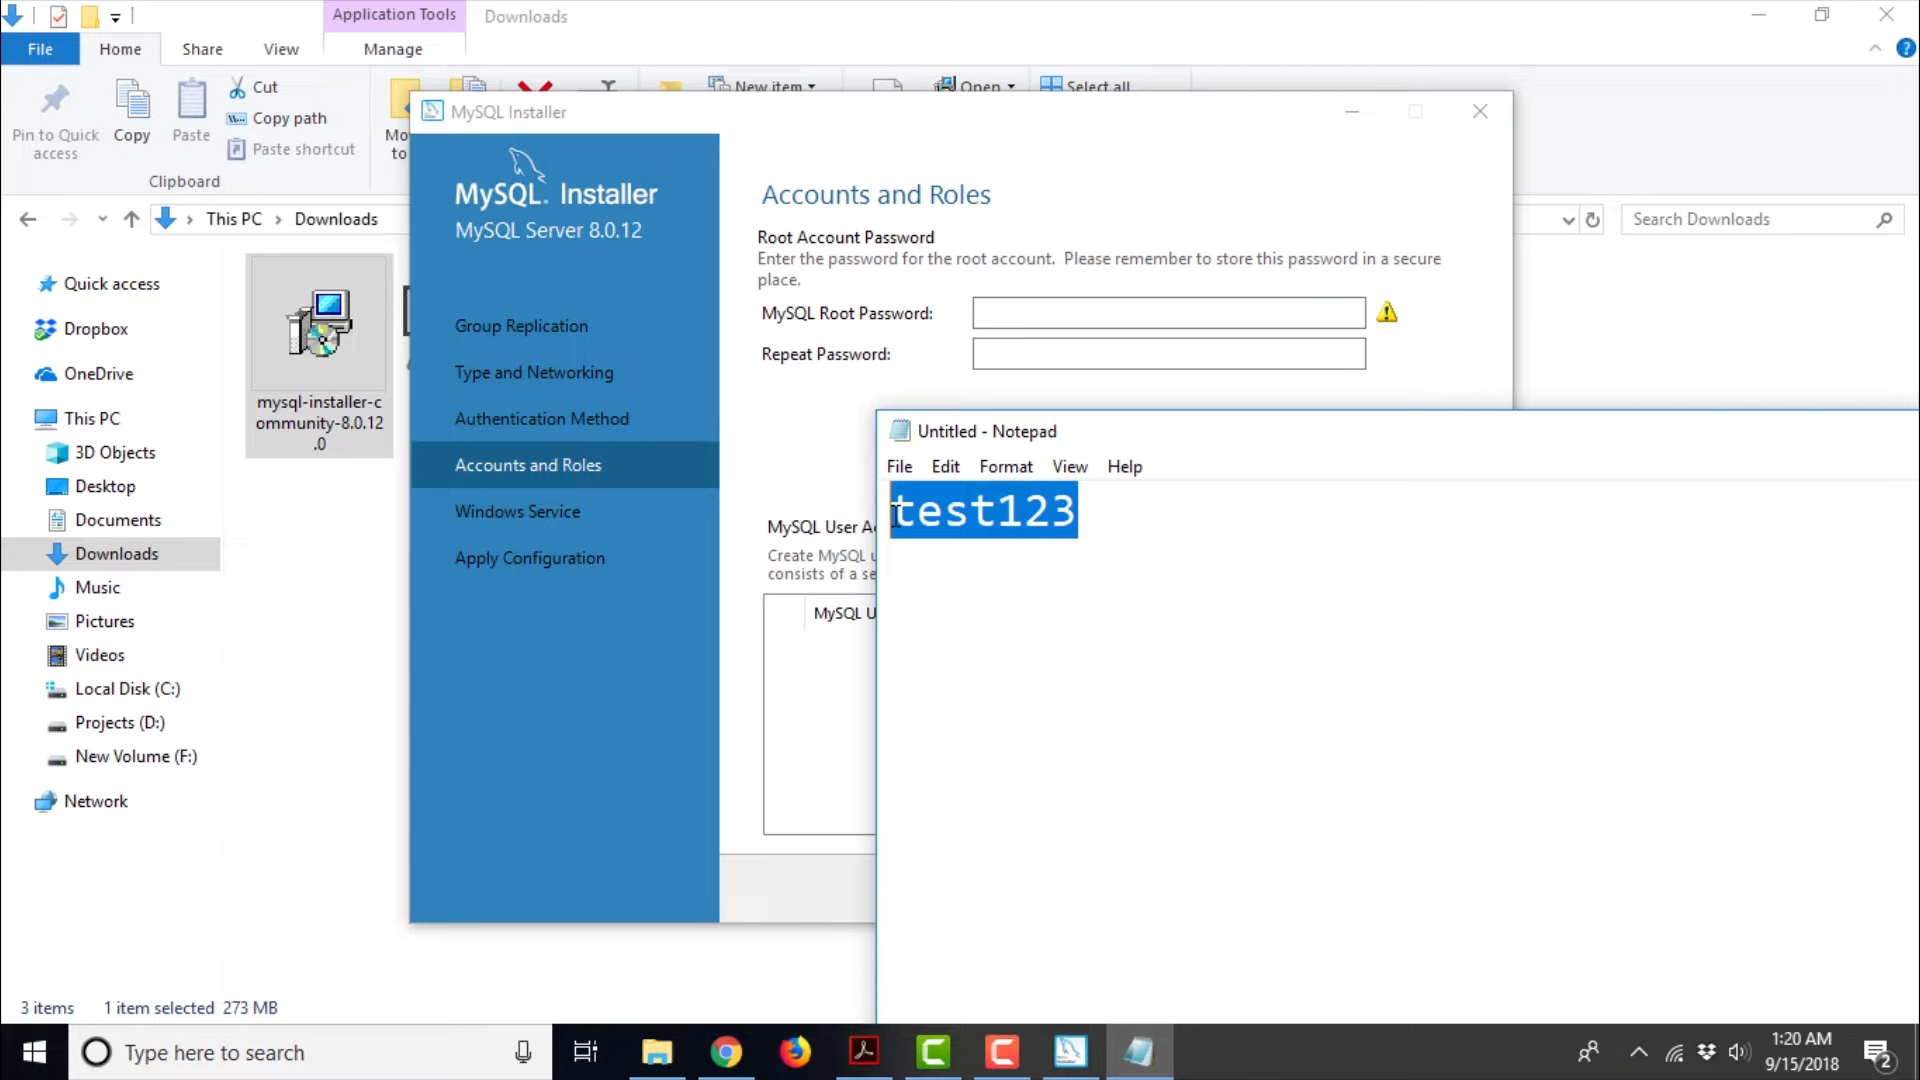 Application Tools
Downloads
File
Home
Share
View
Manage
Pin to Quick access
Copy
Paste
Cut
Copy path
Paste shortcut
Clipboard
New item
Open
Select all
This PC
Downloads
Search Downloads
Quick access
Dropbox
OneDrive
This PC
3D Objects
Desktop
Documents
Downloads
Music
Pictures
Videos
Local Disk (C:)
Projects (D:)
New Volume (F:)
Network
mysql-installer-c
ommunity-8.0.12
.0
3 items 1 item selected 273 MB
MySQL Installer
MySQL. Installer
MySQL Server 8.0.12
Group Replication
Type and Networking
Authentication Method
Accounts and Roles
Windows Service
Apply Configuration
Accounts and Roles
Root Account Password
Enter the password for the root account. Please remember to store this password in a secure
place.
MySQL Root Password:
Repeat Password:
MySQL User
Create MySQL
consists of a
MySQL
Untitled - Notepad
File Edit Format View Help
test123
Type here to search
1:20 AM
9/15/2018
2